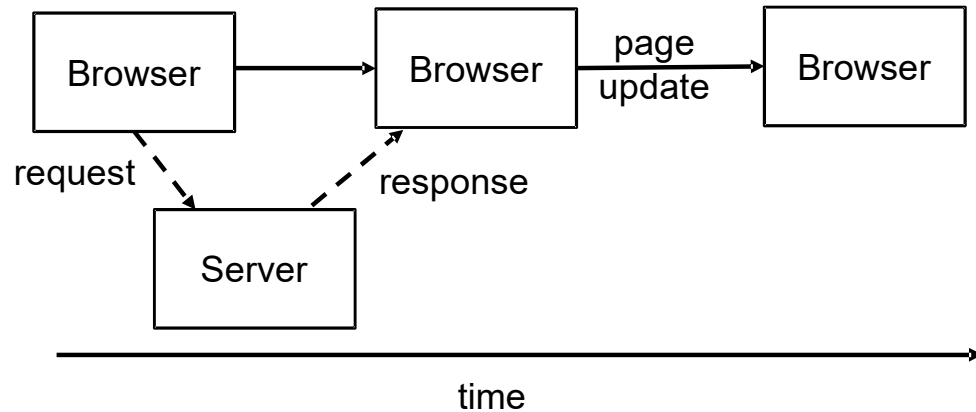 Browser
Browser
page
update
Browser
request
response
Server
time